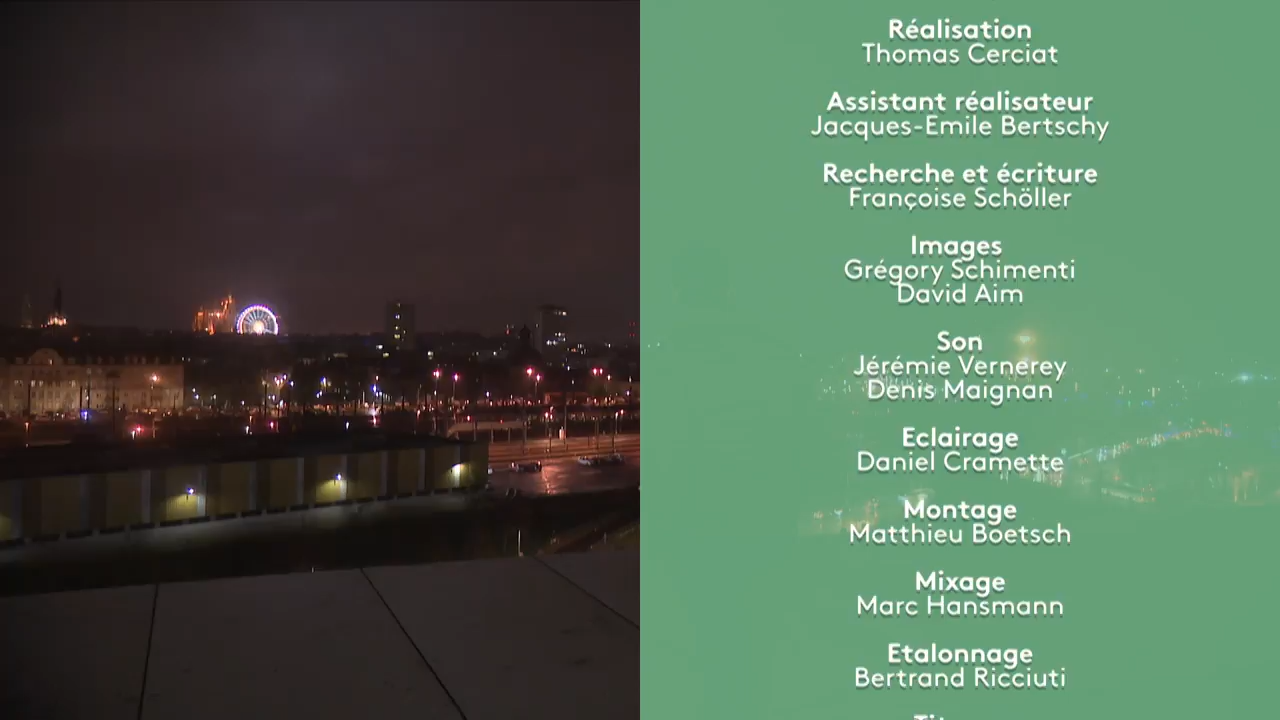 Réalisation
Thomas Cerciat
Assistant réalisateur
Jacques-Emile Bertschy
Recherche et écriture
Françoise Schöller
Images
Grégory Schimenti
David Aim
Son
Jérémie Vernerey
Denis Maignan
Eclairage
Daniel Cramette
Montage
Matthieu Boetsch
Mixage
Marc Hansmann
Etalonnage
Bertrand Ricciuti